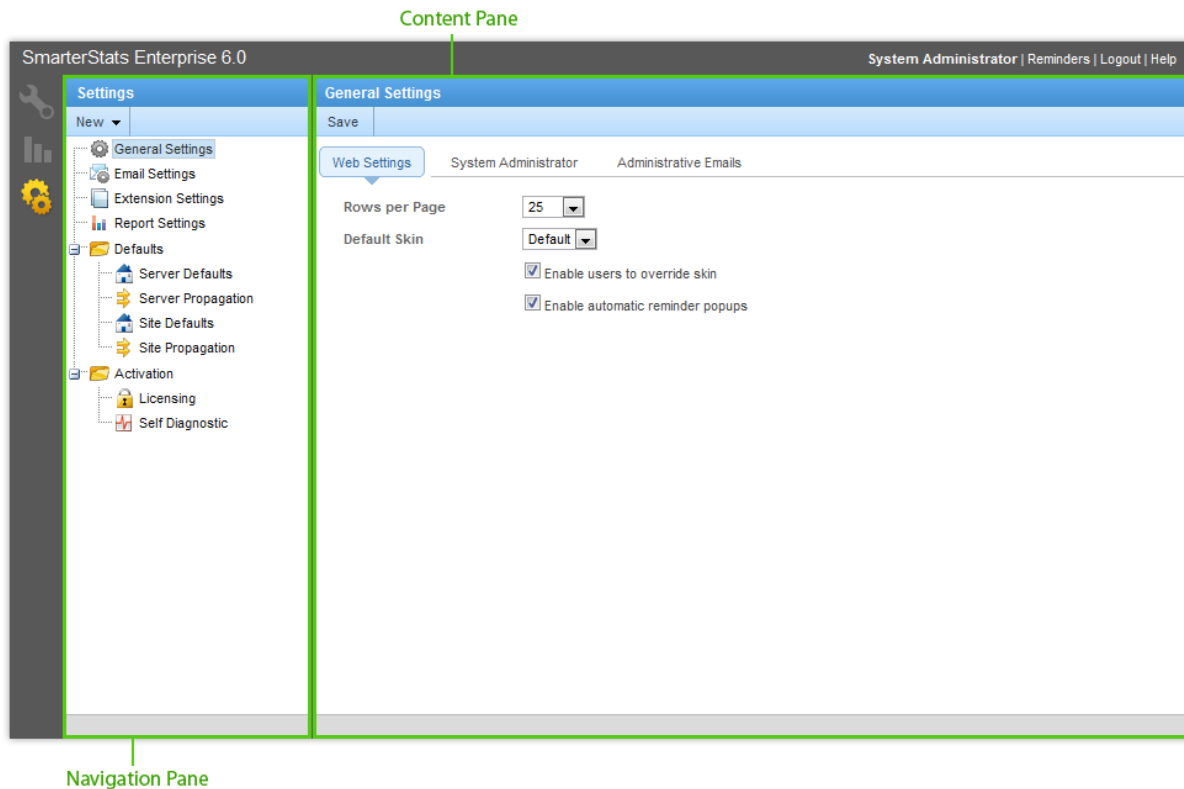 Content Pane
SmarterStats Enterprise 6.0
System Administrator | Reminders | Logout | Help
Settings
New
General Settings
Email Settings
Extension Settings
Report Settings
Defaults
Server Defaults
Server Propagation
Site Defaults
Site Propagation
Activation
Licensing
Self Diagnostic
General Settings
Save
Web Settings System Administrator Administrative Emails
Rows per Page 25
Default Skin Default
Enable users to override skin
Enable automatic reminder popups
Navigation Pane